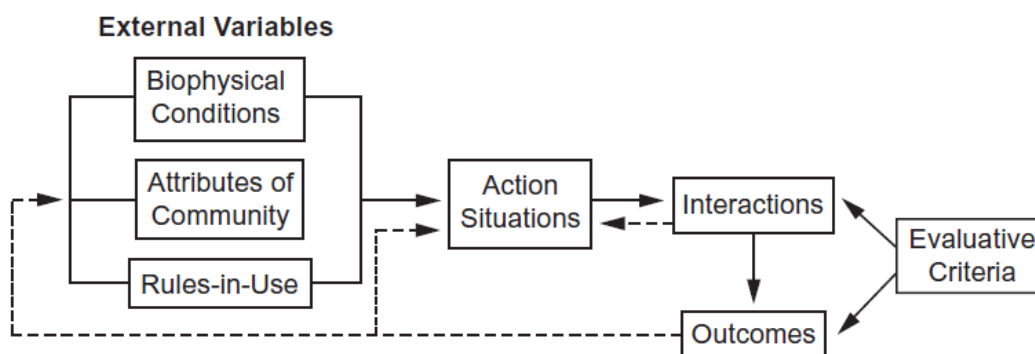 External Variables
Biophysical
Conditions
Attributes of
Community
Rules-in-Use
Action
Situations
Interactions
Outcomes
Evaluative
Criteria